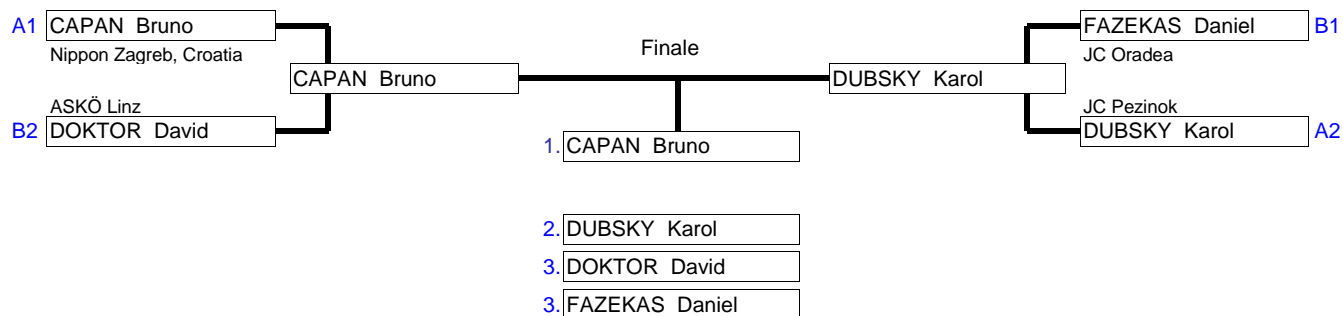 A1 CAPAN Bruno
Nippon Zagreb, Croatia
CAPAN Bruno
ASKÖ Linz
B2 DOKTOR David
Finale
FAZEKAS Daniel B1
JC Oradea
DUBSKY Karol
JC Pezinok
DUBSKY Karol A2
1. CAPAN Bruno
2. DUBSKY Karol
3. DOKTOR David
3. FAZEKAS Daniel